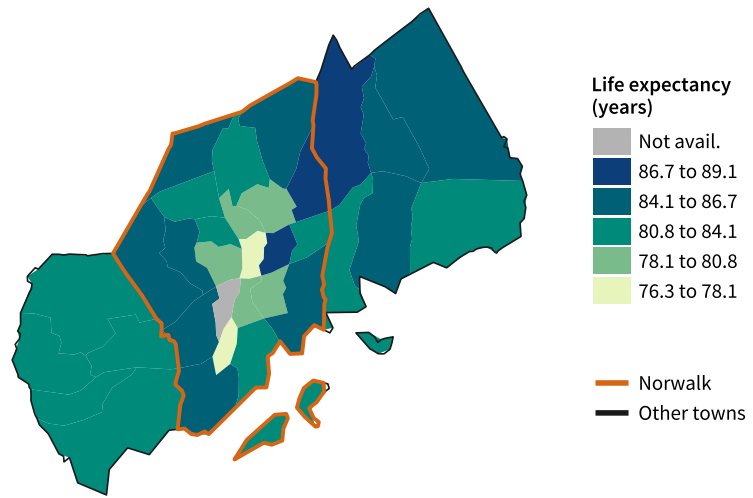 Life expectancy
(years)
Not avail.
86.7 to 89.1
84.1 to 86.7
80.8 to 84.1
78.1 to 80.8
76.3 to 78.1
Norwalk
Other towns